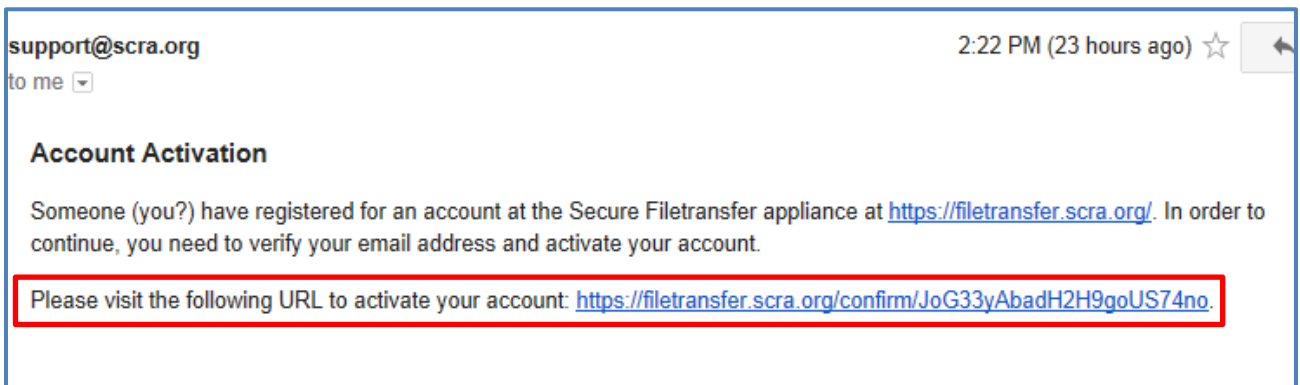 support@scra.org
2:22 PM (23 hours ago)
to me
Account Activation
Someone (you?) have registered for an account at the Secure Filetransfer appliance at https://filetransfer.scra.org/. In order to
continue, you need to verify your email address and activate your account.
Please visit the following URL to activate your account: https://filetransfer.scra.org/confirm/JoG33yAbadH2H9goUS74no.